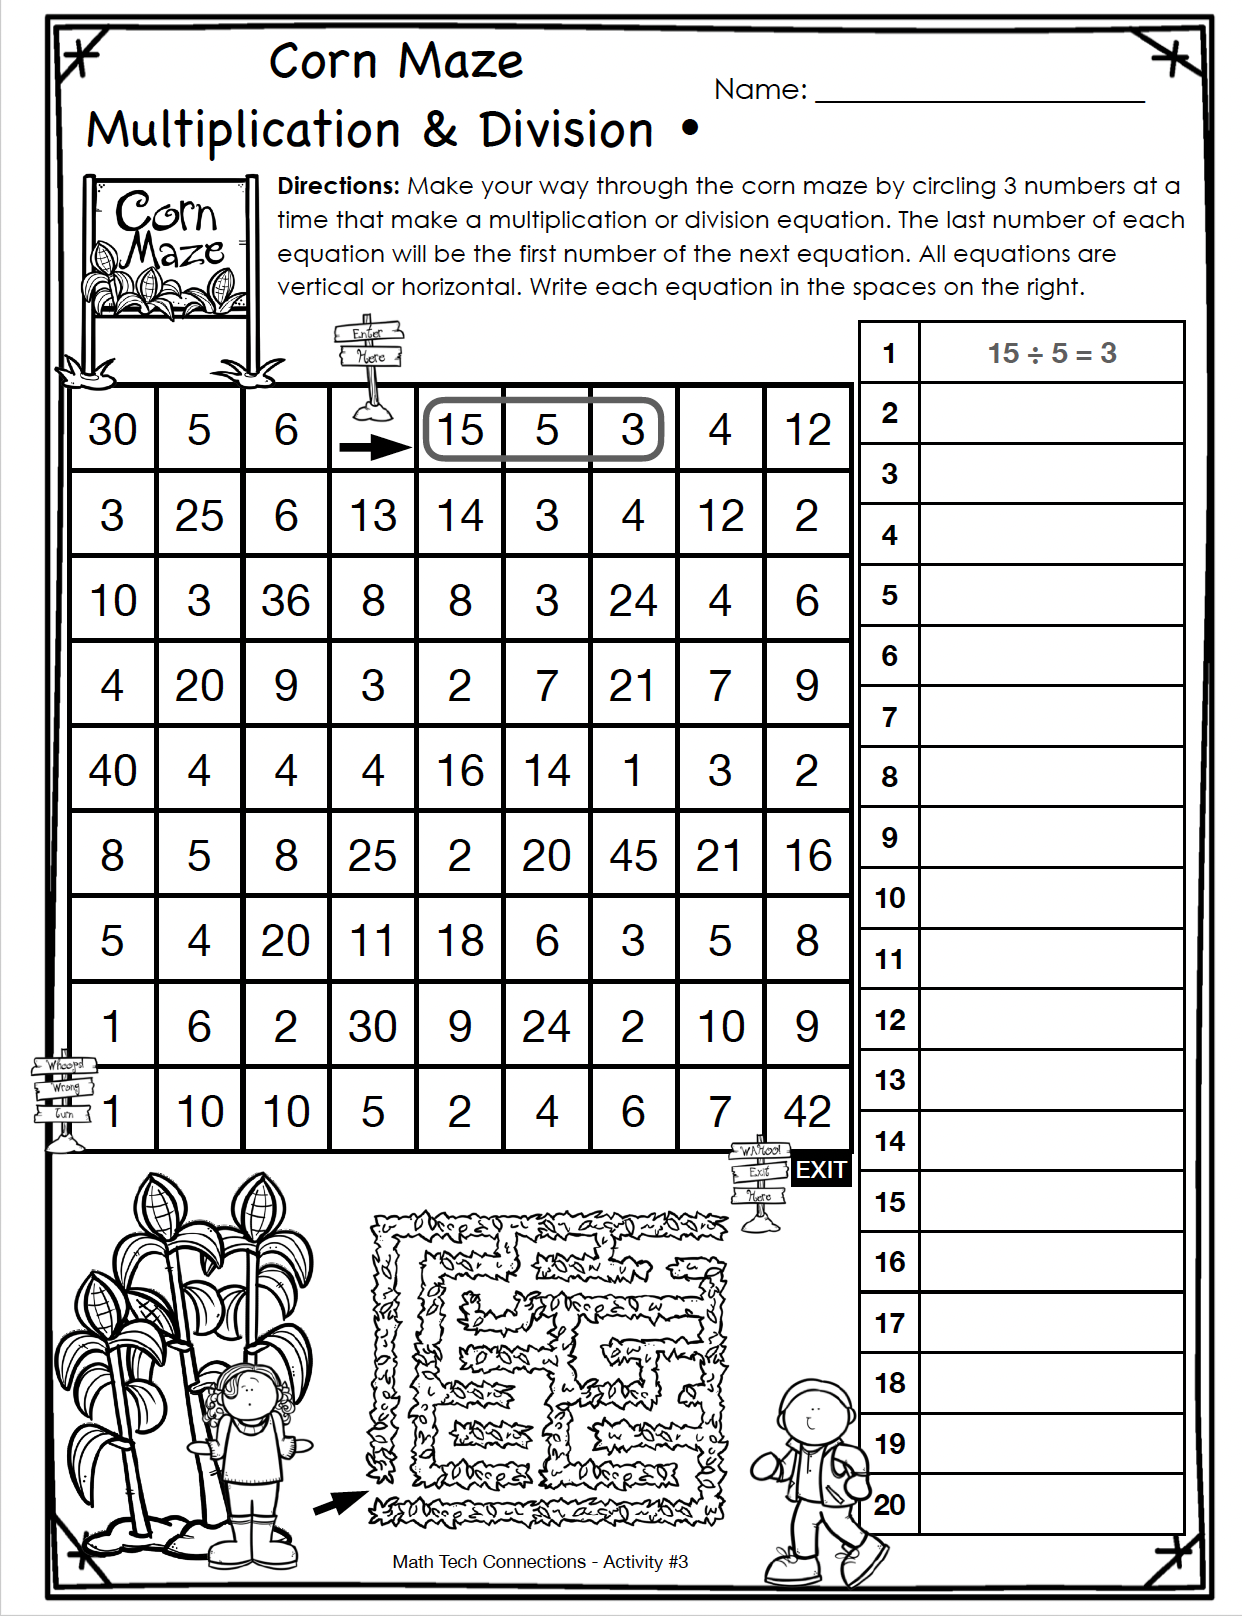 Corn Maze
Multiplication & Division •
Name: ____________________
Corn
Maze
Directions: Make your way through the corn maze by circling 3 numbers at a
time that make a multiplication or division equation. The last number of each
equation will be the first number of the next equation. All equations are
vertical or horizontal. Write each equation in the spaces on the right.
Enter
Here
30 5 6 15 5 3 4 12
3 25 6 13 14 3 4 12 2
10 3 36 8 8 3 24 4 6
4 20 9 3 2 7 21 7 9
40 4 4 4 16 14 1 3 2
8 5 8 25 2 20 45 21 16
5 4 20 11 18 6 3 5 8
1 6 2 30 9 24 2 10 9
1 10 10 5 2 4 6 7 42
Whoops!
Wrong
Turn
WAHoo!
Exit
Here
EXIT
1 15 ÷ 5 = 3
2
3
4
5
6
7
8
9
10
11
12
13
14
15
16
17
18
19
20
Math Tech Connections - Activity #3